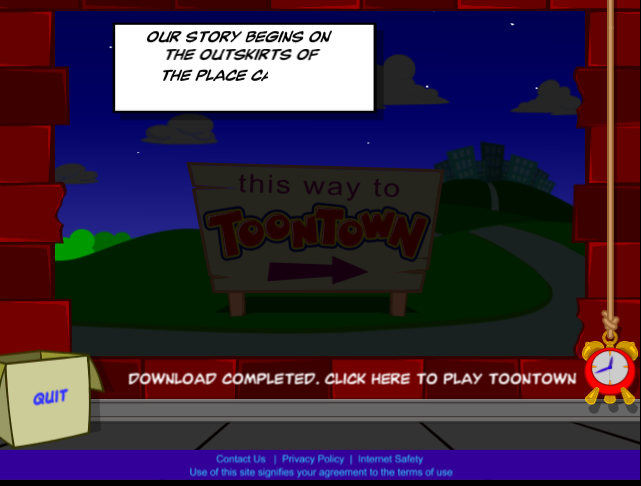 OUR STORY BEGINS ON
THE OUTSKIRTS OF
THE PLACE
this way to
TOONTOWN
QUIT
DOWNLOAD COMPLETED. CLICK HERE TO PLAY TOONTOWN
Contact Us | Privacy Policy | Internet Safety
Use of this site signifies your agreement to the terms of use